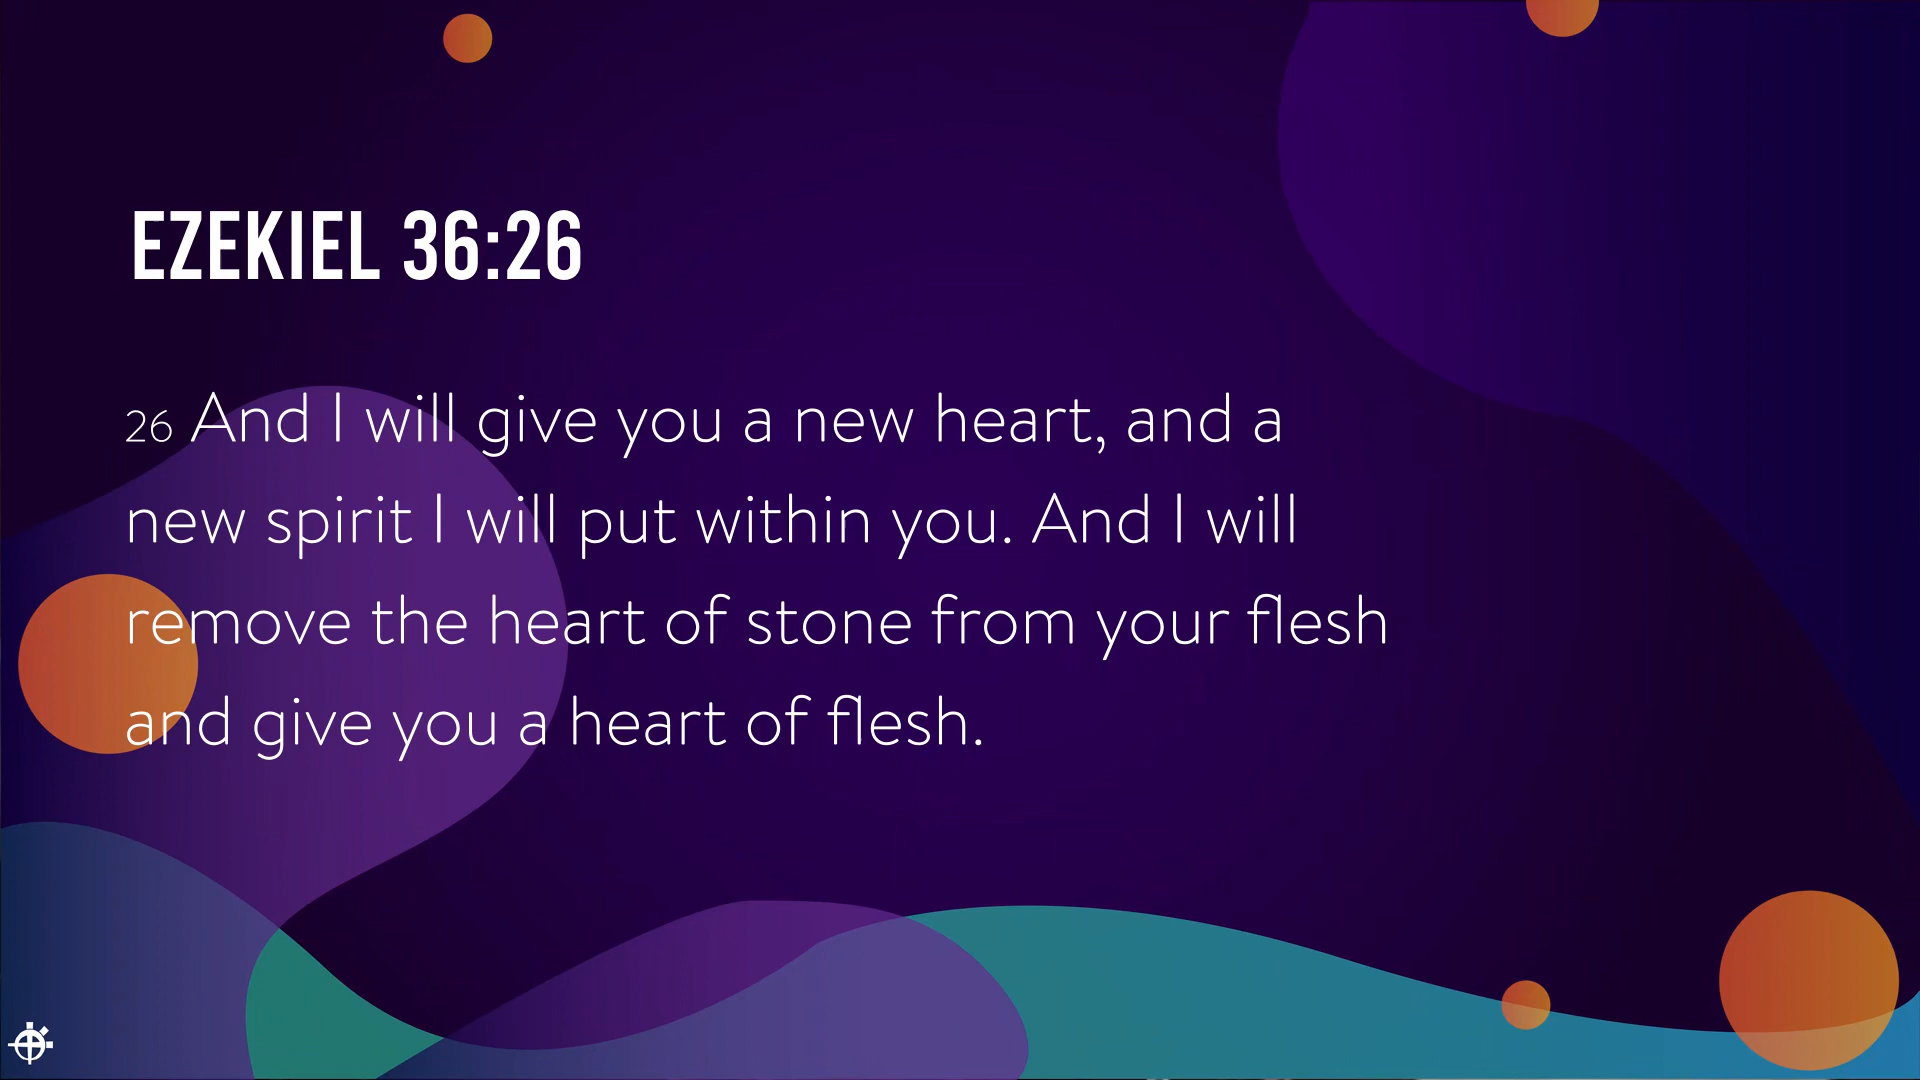 EZEKIEL 36:26
26 And I will give you a new heart, and a
new spirit I will put within you. And I will
remove the heart of stone from your flesh
and give you a heart of flesh.